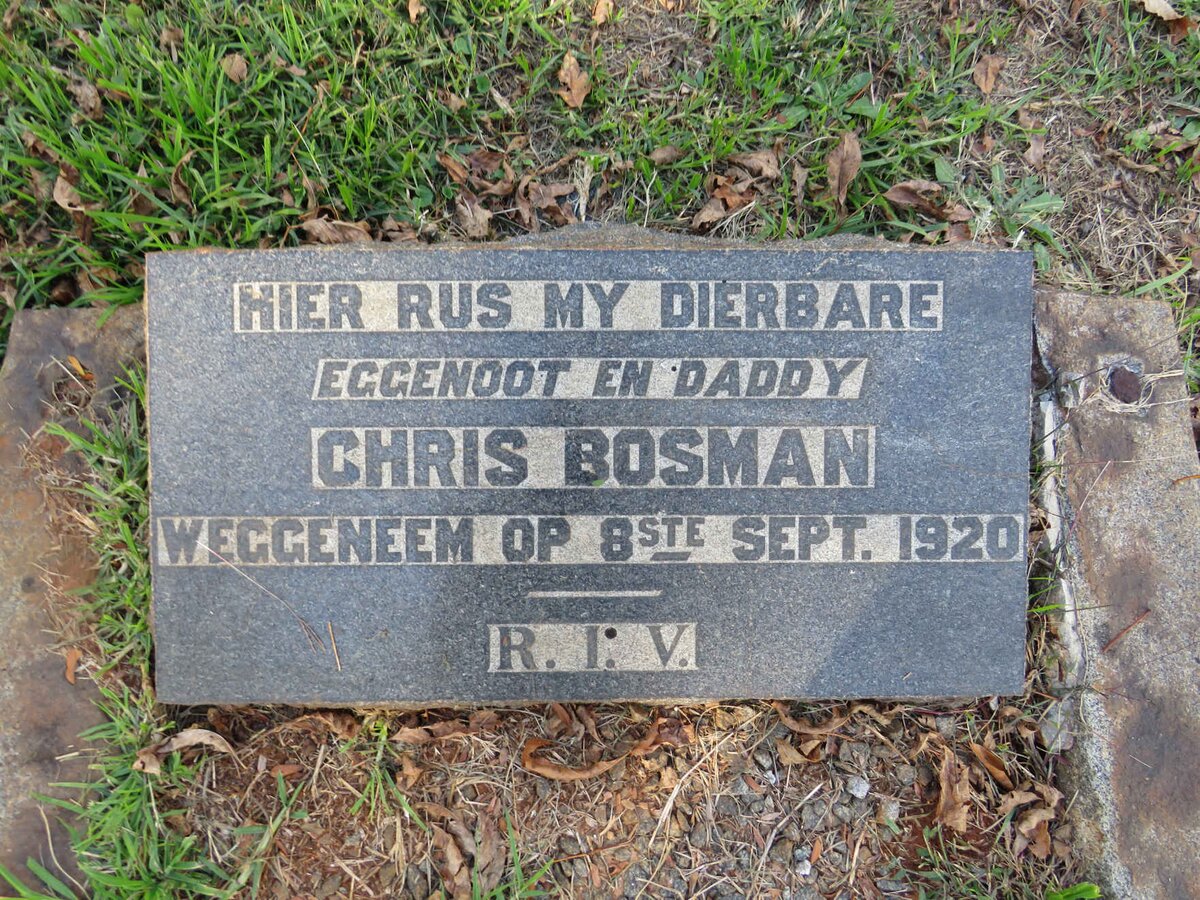 HIER RUS MY DIERBARE
EGGENOOT EN DADDY
CHRIS BOSMAN
WEGGENEEM OP 8STE SEPT. 1920
R. I. V.